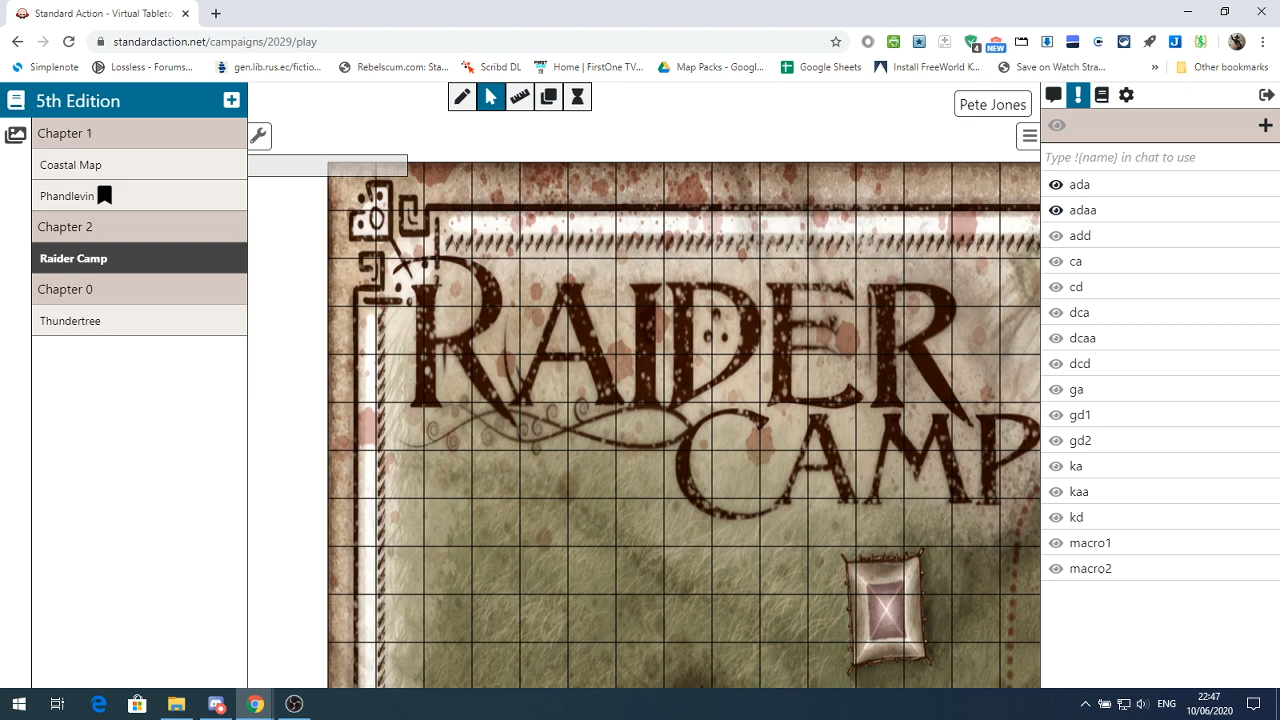 Standard Action - Virtual Tableto
standardaction.net/campaigns/2029/play
Simplenote
Lossless - Forums...
gen.lib.rus.ec/fictio...
Rebelscum.com: Sta...
Scribd DL
Home | FirstOne TV...
Map Packs - Googl...
Google Sheets
Install FreeWorld K...
Save on Watch Stra...
»
Other bookmarks
4
NEW
5th Edition
Chapter 1
Coastal Map
Phandlevin
Chapter 2
Raider Camp
Chapter 0
Thundertree
Pete Jones
RAIDER
CAMP
Type !{name} in chat to use
ada
adaa
add
ca
cd
dca
dcaa
dcd
ga
gd1
gd2
ka
kaa
kd
macro1
macro2
ENG
22:47
10/06/2020